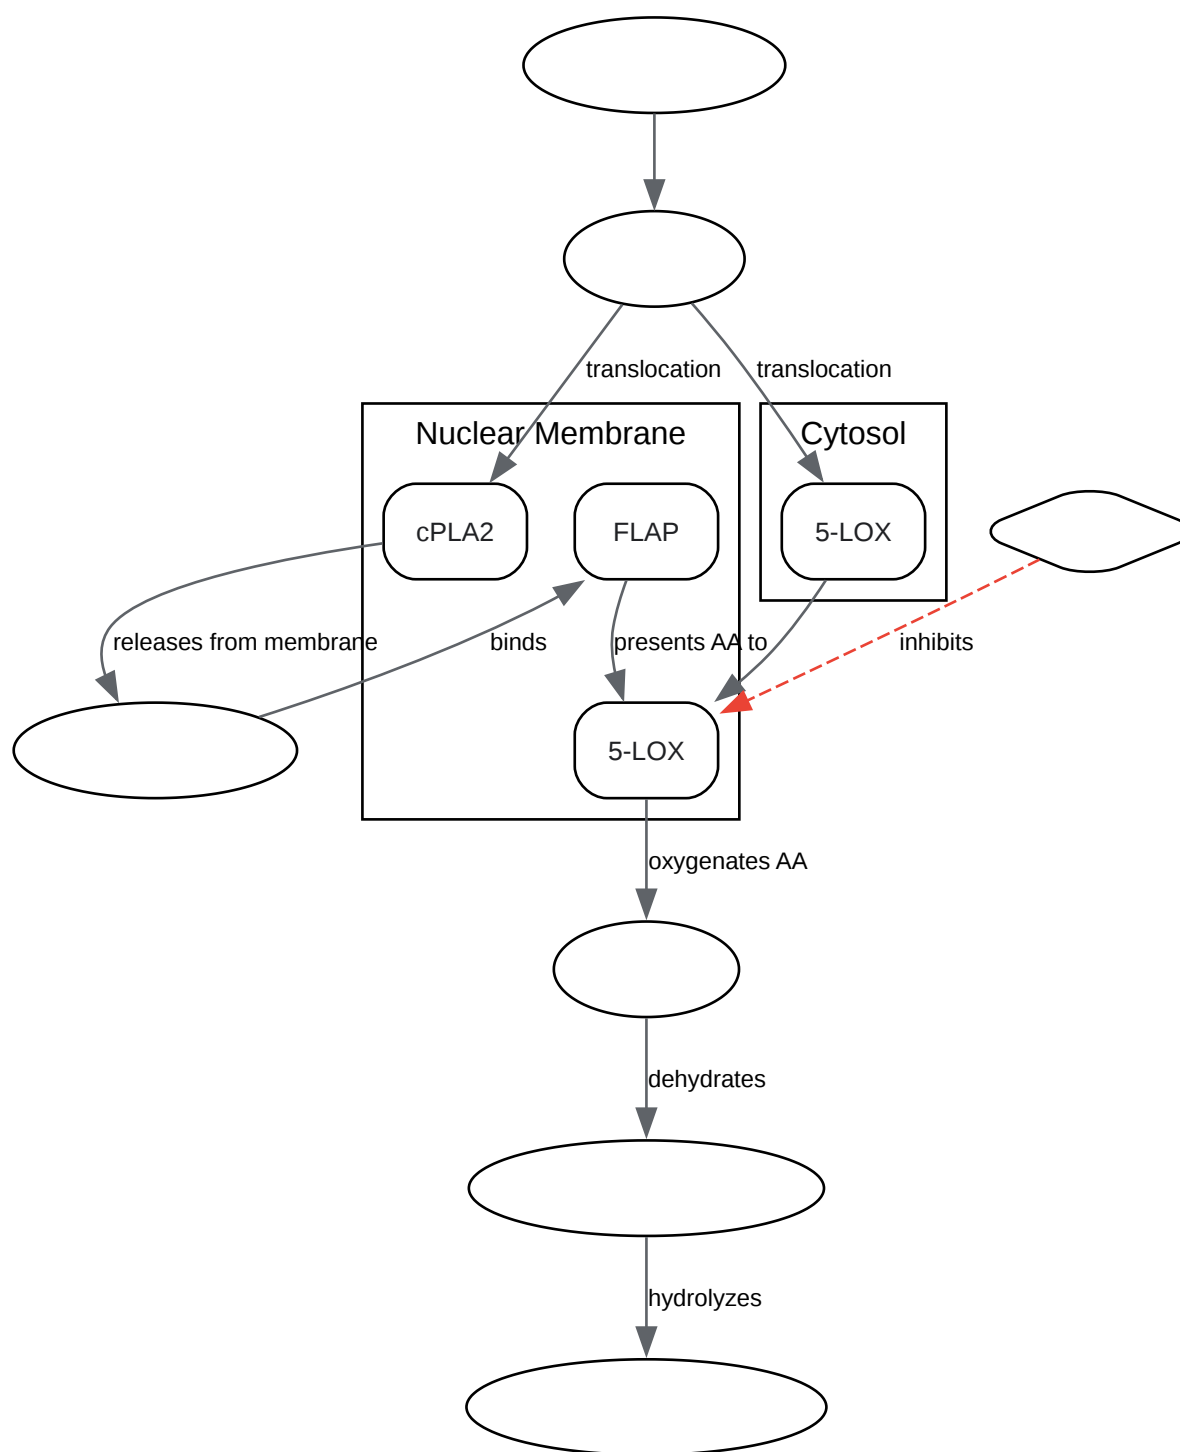 translocation
translocation
Nuclear Membrane
Cytosol
cPLA2
FLAP
5-LOX
releases from membrane
binds
presents AA to
inhibits
5-LOX
oxygenates AA
dehydrates
hydrolyzes